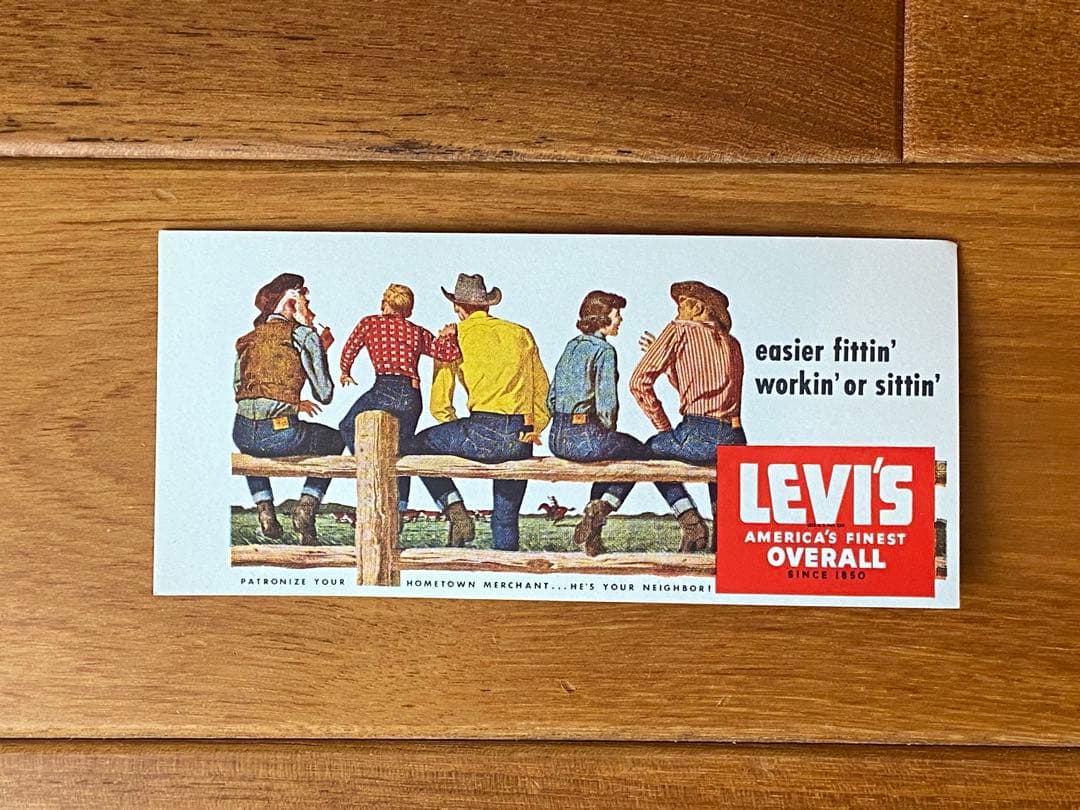 easier fittin'
workin' or sittin'
LEVI'S
AMERICA'S FINEST
OVERALL
SINCE 1850
PATRONIZE YOUR HOMETOWN MERCHANT...HE'S YOUR NEIGHBOR!